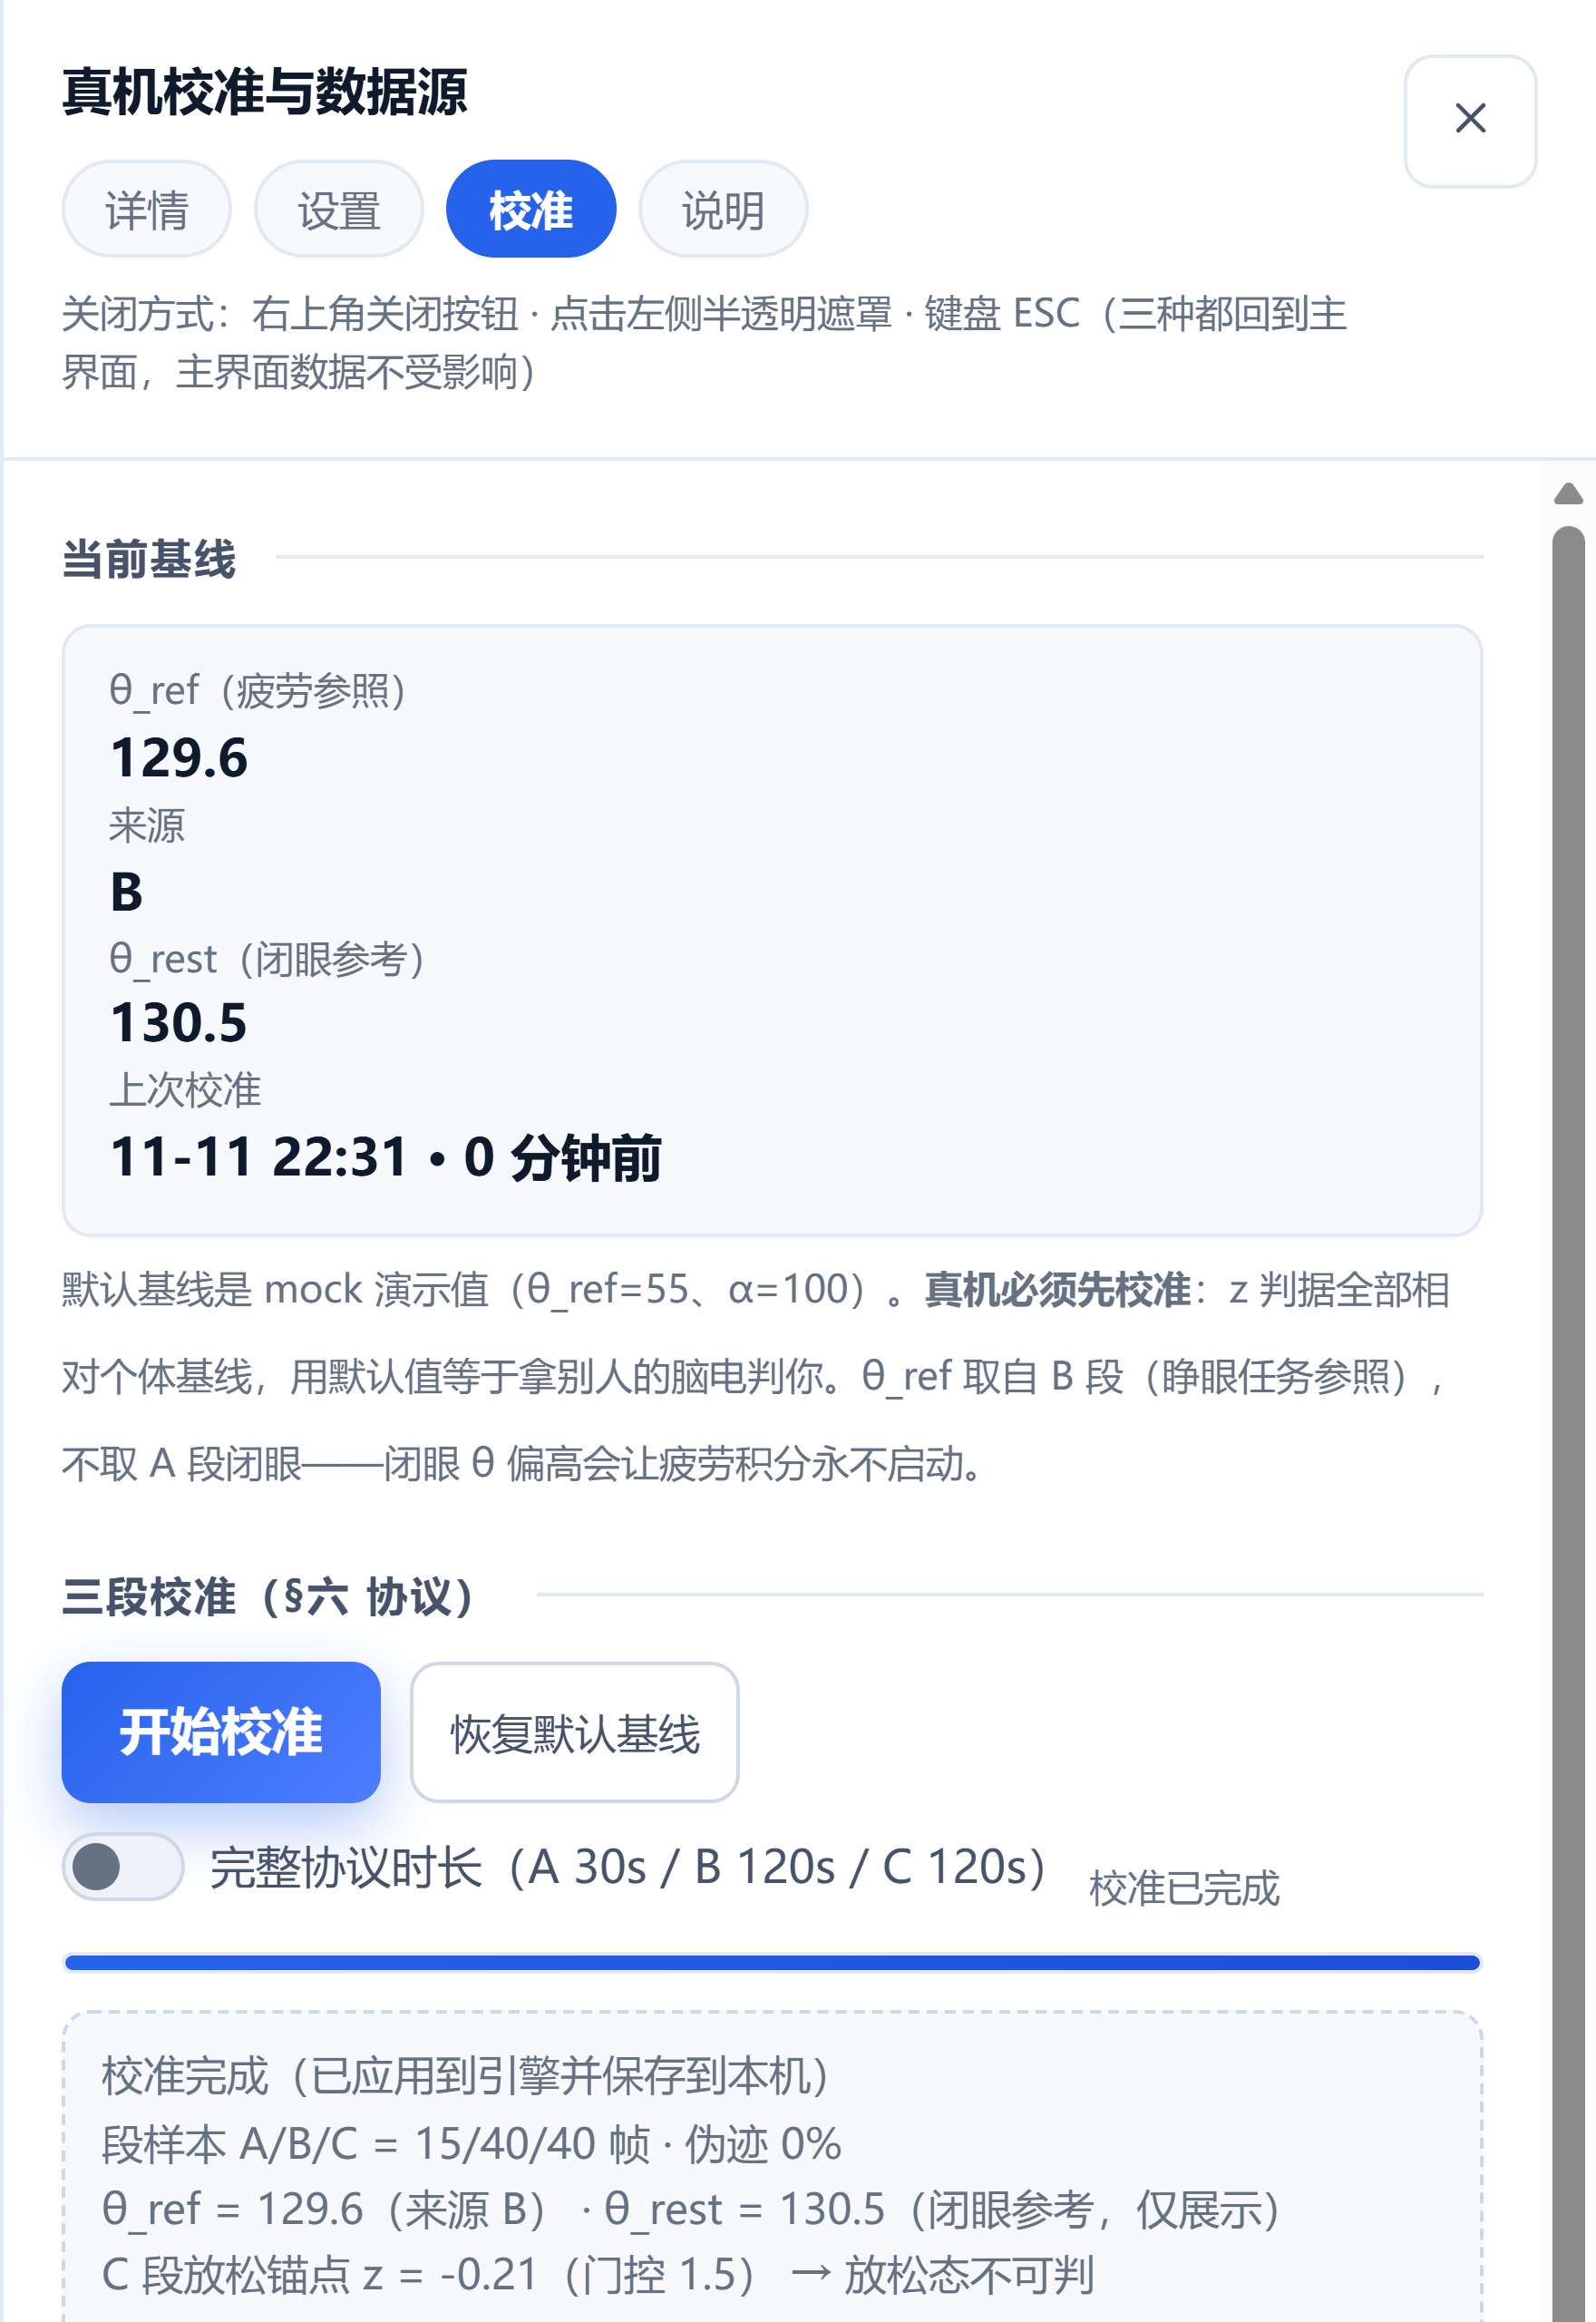 真机校准与数据源
详情 设置 校准 说明
关闭方式：右上角关闭按钮 · 点击左侧半透明遮罩 · 键盘 ESC（三种都回到主
界面，主界面数据不受影响）
当前基线
θ_ref（疲劳参照）
129.6
来源
B
θ_rest（闭眼参考）
130.5
上次校准
11-11 22:31 • 0 分钟前
默认基线是 mock 演示值（θ_ref=55、α=100）。真机必须先校准：z 判据全部相
对个体基线，用默认值等于拿别人的脑电判你。θ_ref 取自 B 段（睁眼任务参照），
不取 A 段闭眼——闭眼 θ 偏高会让疲劳积分永不启动。
三段校准（§六 协议）
开始校准 恢复默认基线
完整协议时长（A 30s / B 120s / C 120s） 校准已完成
校准完成（已应用到引擎并保存到本机）
段样本 A/B/C = 15/40/40 帧 · 伪迹 0%
θ_ref = 129.6（来源 B） · θ_rest = 130.5（闭眼参考，仅展示）
C 段放松锚点 z = -0.21（门控 1.5） → 放松态不可判